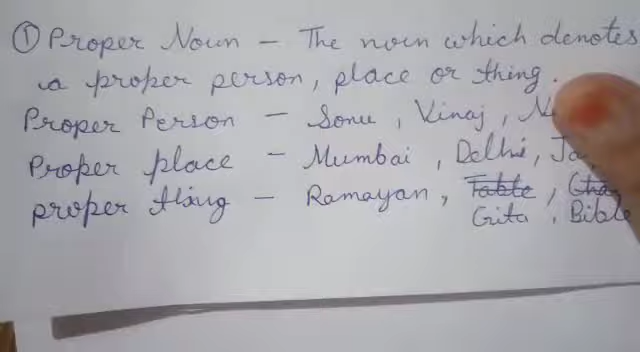 ① Proper Noun – The noun which denotes
a proper person, place or thing.
Proper Person – Sonu, Vinay,
Proper place – Mumbai, Delhi,
proper thing – Ramayan, Table,
Gita, Bible